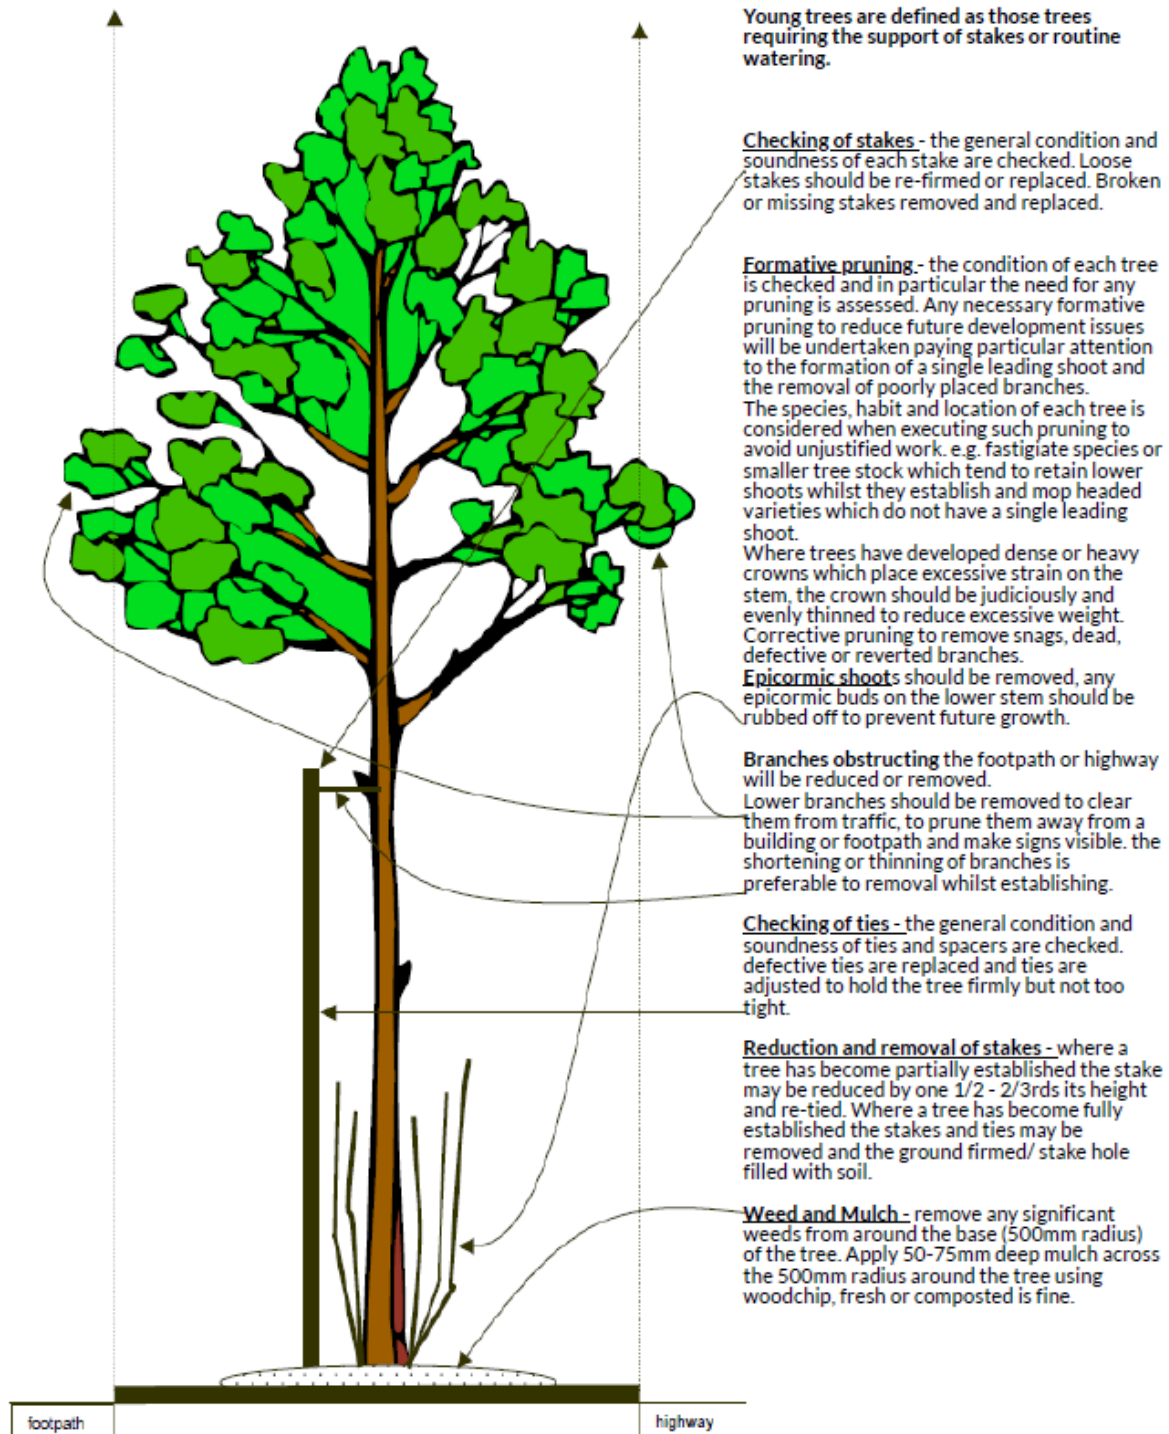 Young trees are defined as those trees
requiring the support of stakes or routine
watering.
Checking of stakes - the general condition and
soundness of each stake are checked. Loose
stakes should be re-firmed or replaced. Broken
or missing stakes removed and replaced.
Formative pruning - the condition of each tree
is checked and in particular the need for any
pruning is assessed. Any necessary formative
pruning to reduce future development issues
will be undertaken paying particular attention
to the formation of a single leading shoot and
the removal of poorly placed branches.
The species, habit and location of each tree is
considered when executing such pruning to
avoid unjustified work. e.g. fastigiate species or
smaller tree stock which tend to retain lower
shoots whilst they establish and mop headed
varieties which do not have a single leading
shoot.
Where trees have developed dense or heavy
crowns which place excessive strain on the
stem, the crown should be judiciously and
evenly thinned to reduce excessive weight.
Corrective pruning to remove snags, dead,
defective or reverted branches.
Epicormic shoots should be removed, any
epicormic buds on the lower stem should be
rubbed off to prevent future growth.
Branches obstructing the footpath or highway
will be reduced or removed.
Lower branches should be removed to clear
them from traffic, to prune them away from a
building or footpath and make signs visible. the
shortening or thinning of branches is
preferable to removal whilst establishing.
Checking of ties - the general condition and
soundness of ties and spacers are checked.
defective ties are replaced and ties are
adjusted to hold the tree firmly but not too
tight.
Reduction and removal of stakes - where a
tree has become partially established the stake
may be reduced by one 1/2 - 2/3rds its height
and re-tied. Where a tree has become fully
established the stakes and ties may be
removed and the ground firmed/ stake hole
filled with soil.
Weed and Mulch - remove any significant
weeds from around the base (500mm radius)
of the tree. Apply 50-75mm deep mulch across
the 500mm radius around the tree using
woodchip, fresh or composted is fine.
footpath
highway